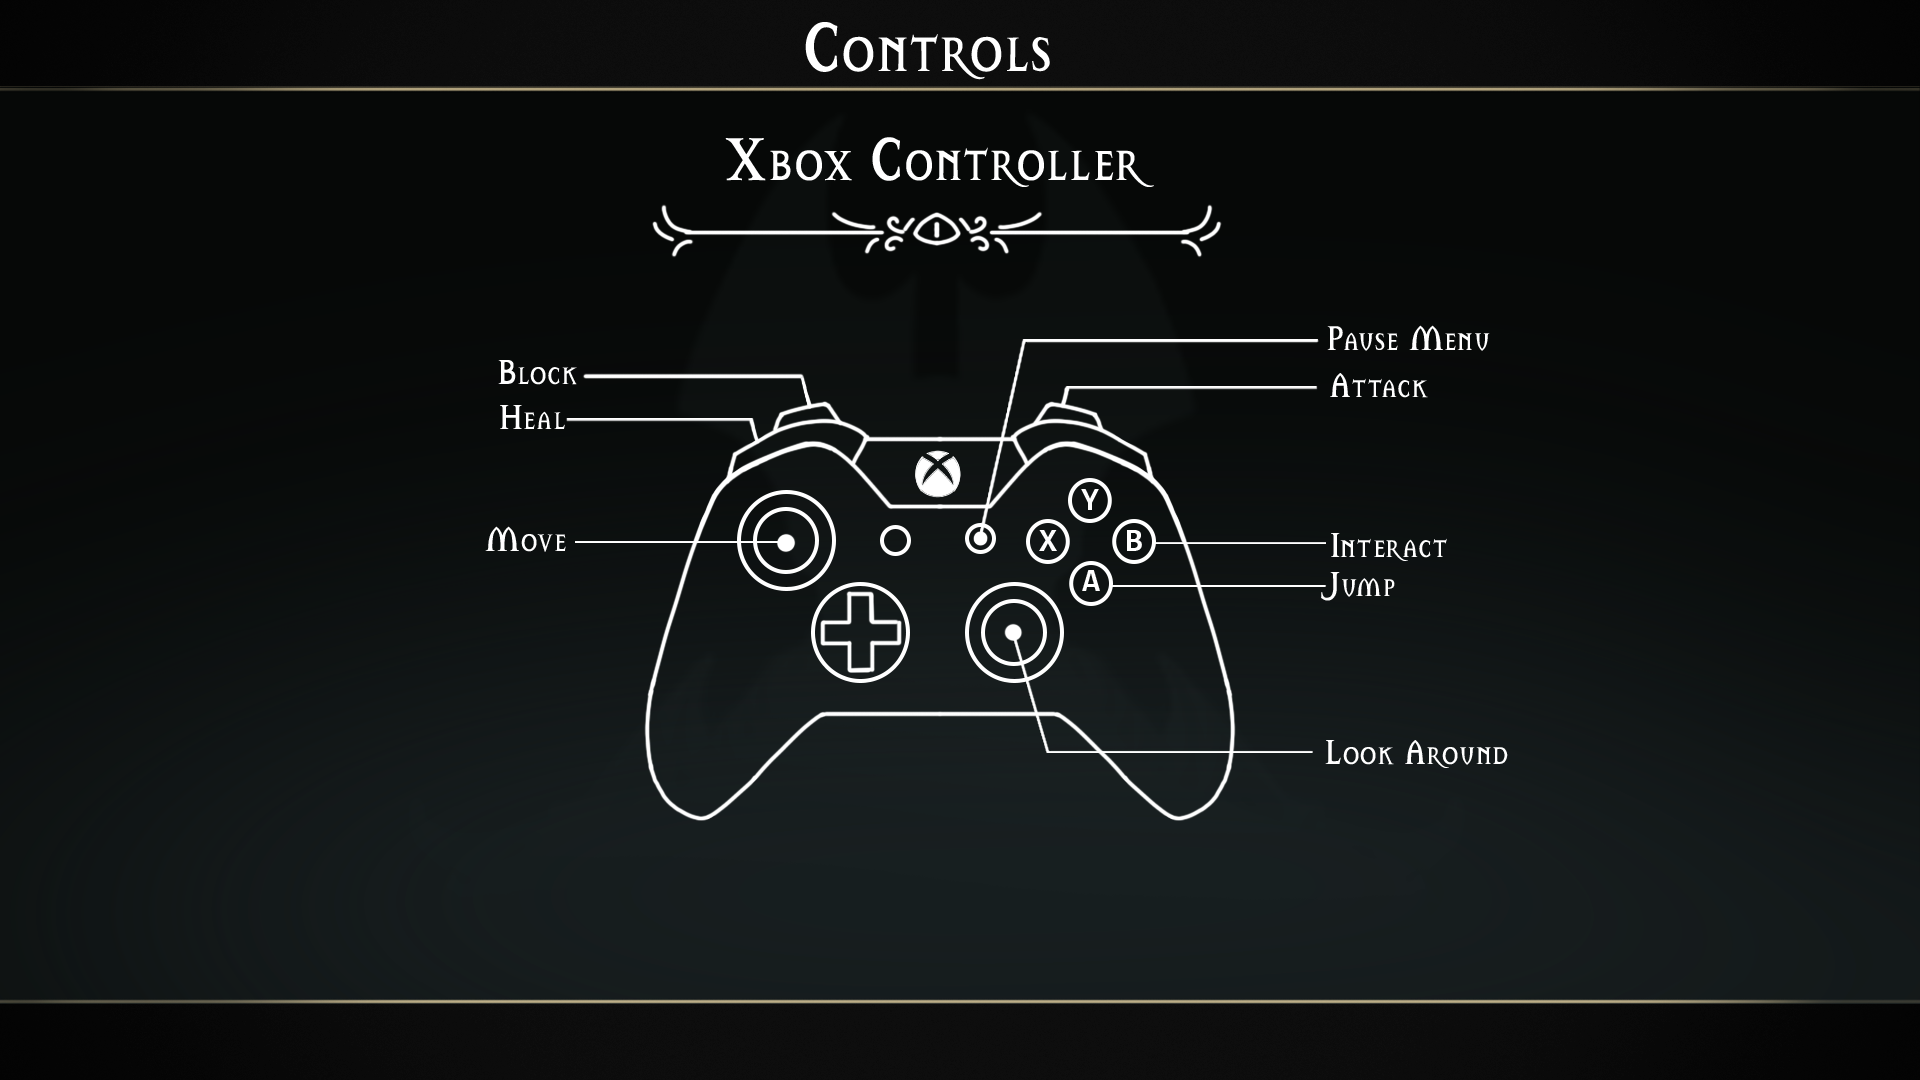 Controls
Xbox Controller
Pause Menu
Block
Attack
Heal
Y
Move
X
B
Interact
A
Jump
Look Around